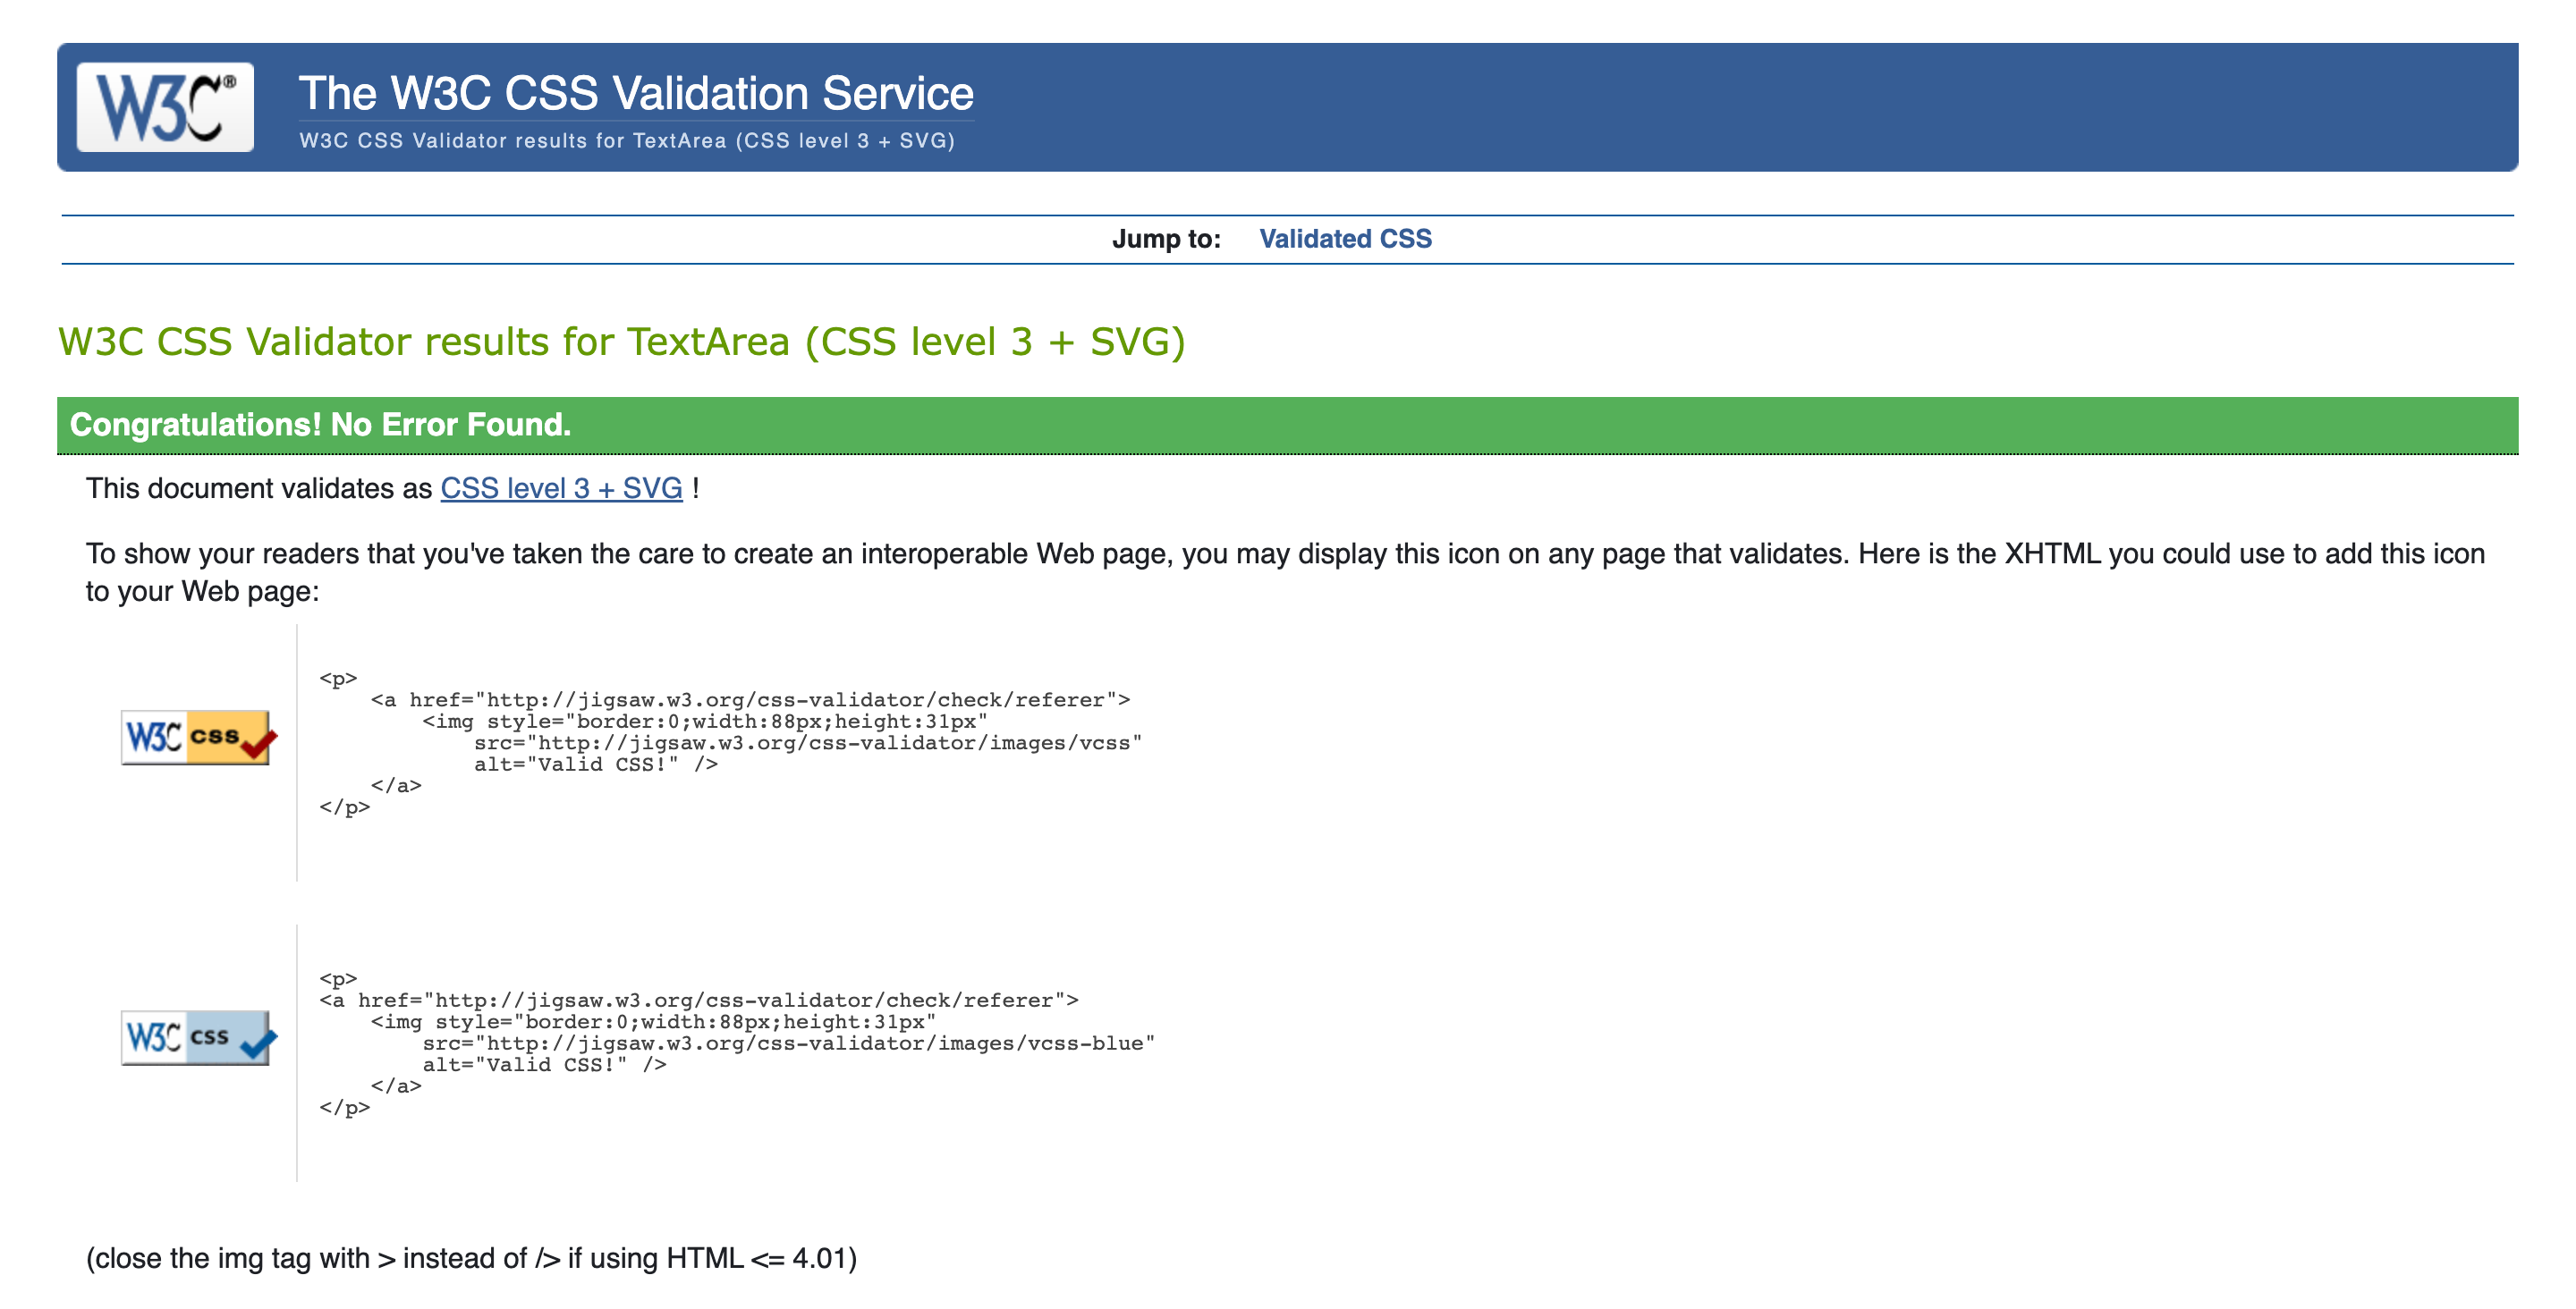 W3C®
The W3C CSS Validation Service
W3C CSS Validator results for TextArea (CSS level 3 + SVG)
Jump to: Validated CSS
W3C CSS Validator results for TextArea (CSS level 3 + SVG)
Congratulations! No Error Found.
This document validates as CSS level 3 + SVG !
To show your readers that you've taken the care to create an interoperable Web page, you may display this icon on any page that validates. Here is the XHTML you could use to add this icon
to your Web page:
<p>
    <a href="http://jigsaw.w3.org/css-validator/check/referer">
        <img style="border:0;width:88px;height:31px"
            src="http://jigsaw.w3.org/css-validator/images/vcss"
            alt="Valid CSS!" />
    </a>
</p>
W3C css
<p>
<a href="http://jigsaw.w3.org/css-validator/check/referer">
    <img style="border:0;width:88px;height:31px"
        src="http://jigsaw.w3.org/css-validator/images/vcss-blue"
        alt="Valid CSS!" />
    </a>
</p>
W3C css
(close the img tag with > instead of /> if using HTML <= 4.01)